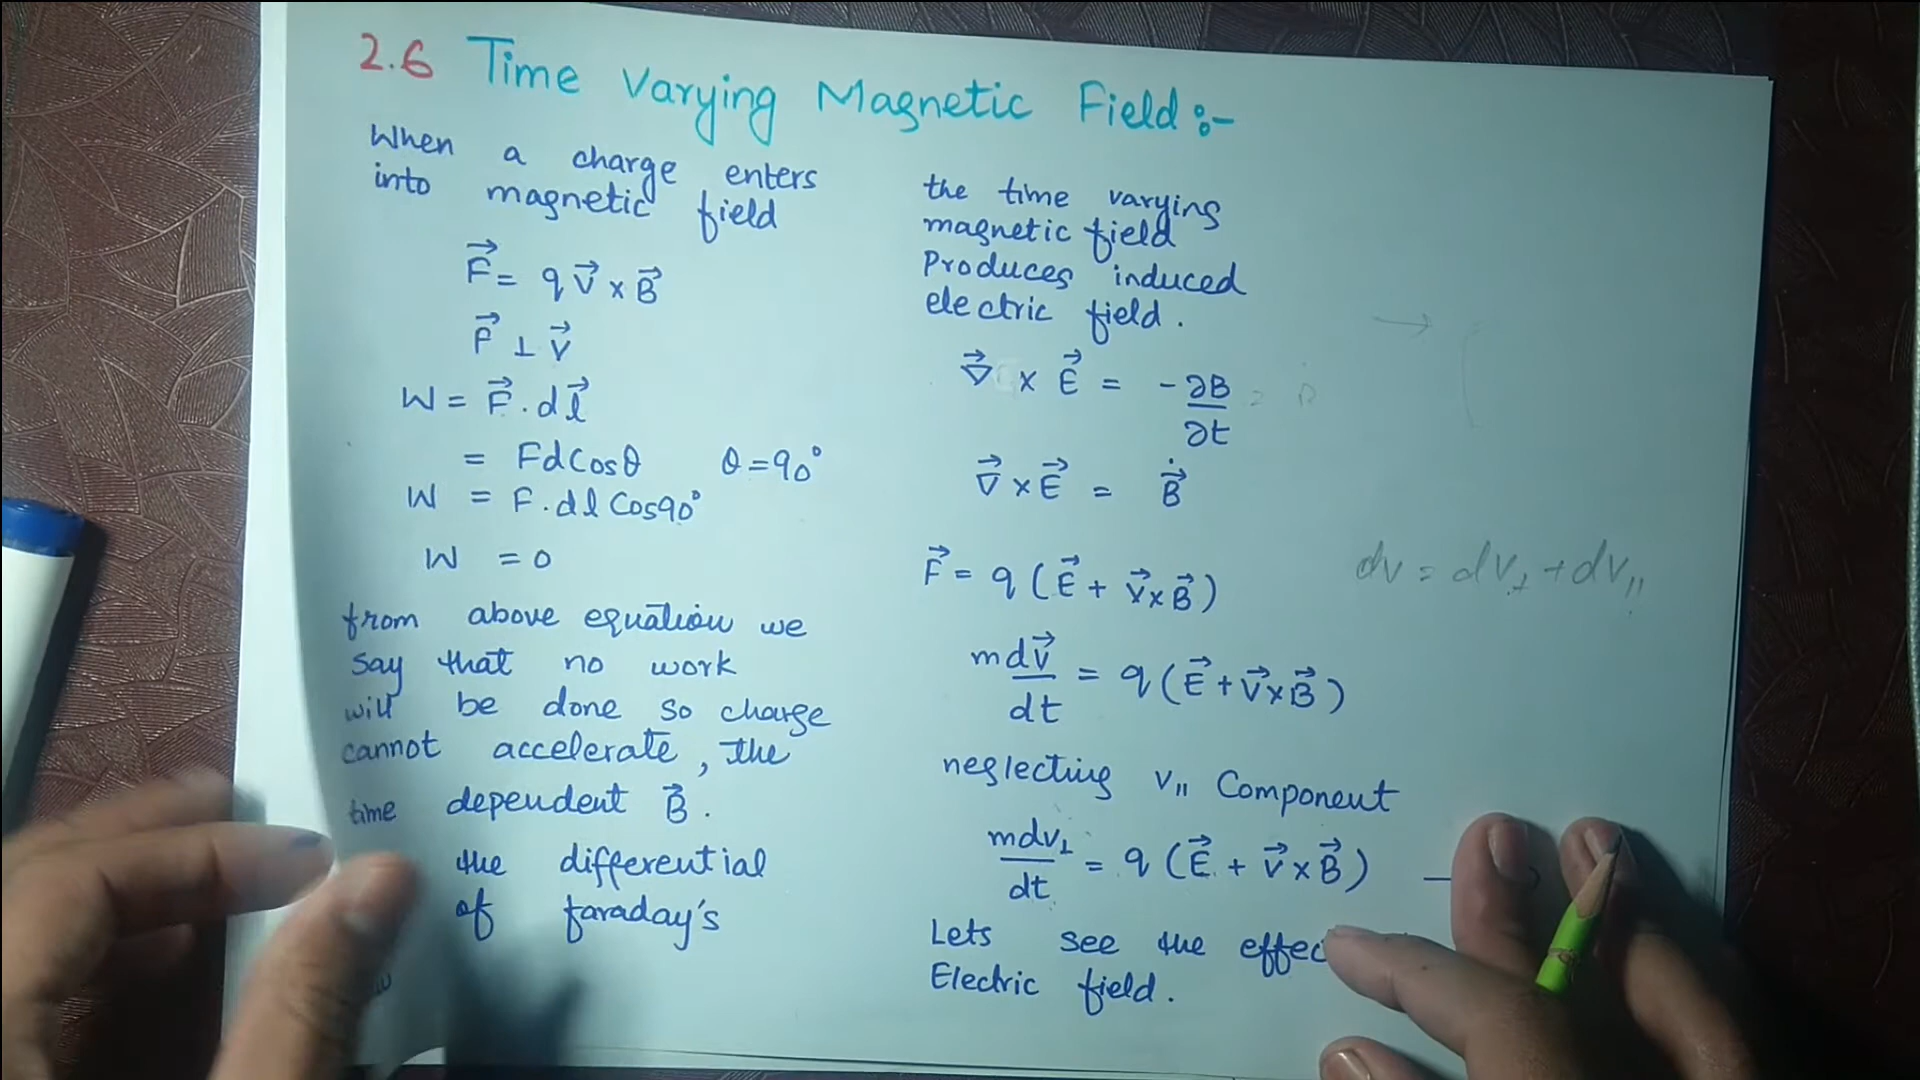 2.6 Time Varying Magnetic Field:-
When a charge enters
into magnetic field
F⃗ = q v⃗ × B⃗
F⃗ ⊥ v⃗
W = F⃗ . d l⃗
= F d Cos θ θ = 90°
W = F . dl Cos 90°
W = 0
from above equation we
say that no work
will be done so charge
cannot accelerate, the
time dependent B⃗ .
the differential
of faraday's
the time varying
magnetic field
Produces induced
electric field .
∇⃗ × E⃗ = - ∂B / ∂t
∇⃗ × E⃗ = Ḃ⃗
F⃗ = q ( E⃗ + v⃗ × B⃗ )
dv = dv⊥ + dv||
m dv⃗ / dt = q ( E⃗ + v⃗ × B⃗ )
neglecting v|| Component
m dv⊥ / dt = q ( E⃗ + v⃗ × B⃗ )
Lets see the
Electric field .